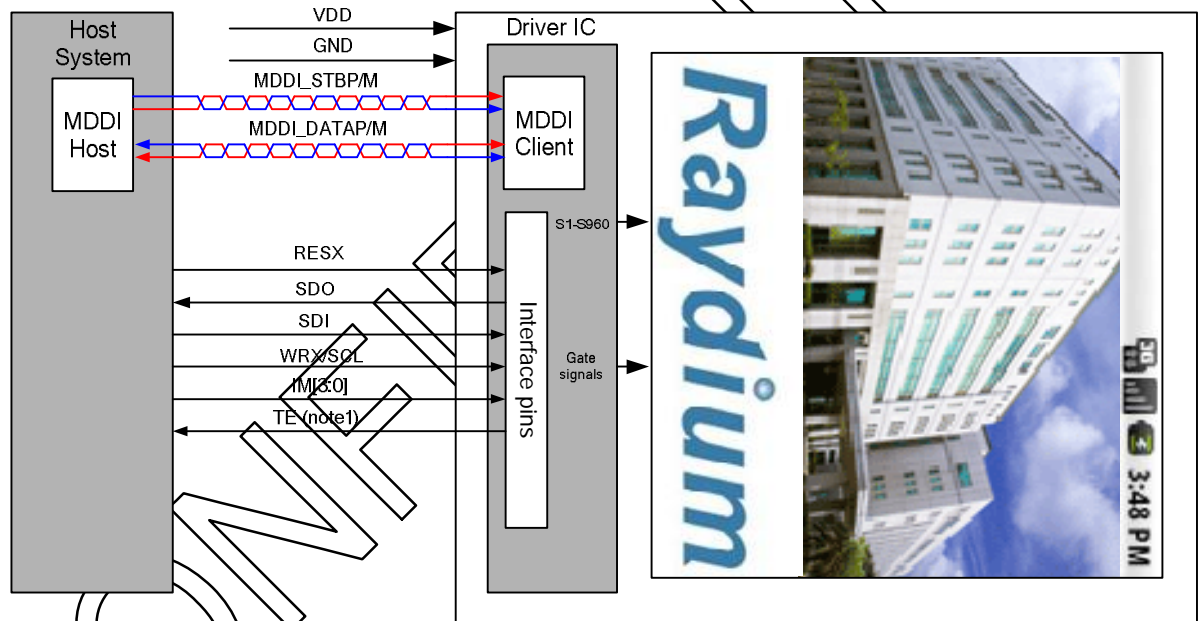 Host
System
VDD
GND
Driver IC
MDDI_STBP/M
MDDI
Host
MDDI_DATAP/M
MDDI
Client
S1-S960
RESX
SDO
SDI
WRX/SCL
IM[3:0]
TE (note1)
Interface pins
Gate
signals
Raydium
3G
3:48 PM